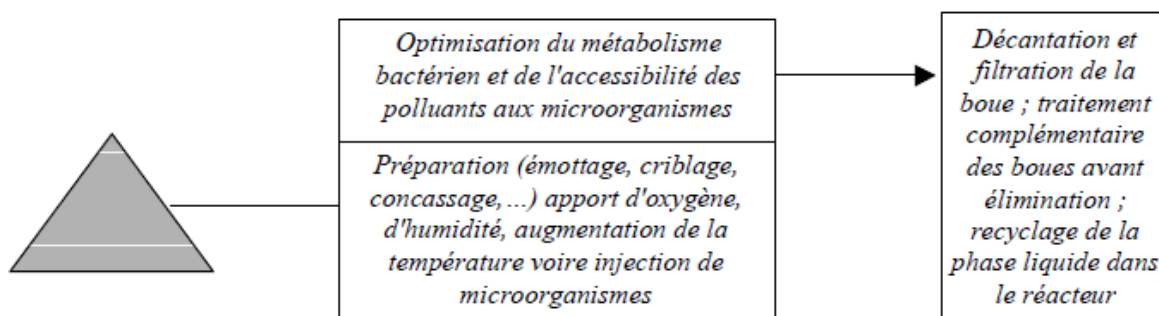 Optimisation du métabolisme
bactérien et de l'accessibilité des
polluants aux microorganismes
Préparation (émottage, criblage,
concassage,...) apport d'oxygène,
d'humidité, augmentation de la
température voire injection de
microorganismes
Décantation et
filtration de la
boue ; traitement
complémentaire
des boues avant
élimination ;
recyclage de la
phase liquide dans
le réacteur